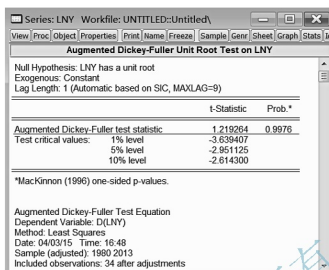 Series: LNY Workfile: UNTITLED::Untitled\
View Proc Object Properties Print Name Freeze Sample Genr Sheet Graph Stats
Augmented Dickey-Fuller Unit Root Test on LNY
Null Hypothesis: LNY has a unit root
Exogenous: Constant
Lag Length: 1 (Automatic based on SIC, MAXLAG=9)
t-Statistic Prob.*
Augmented Dickey-Fuller test statistic 1.219264 0.9976
Test critical values: 1% level -3.639407
5% level -2.951125
10% level -2.614300
*MacKinnon (1996) one-sided p-values.
Augmented Dickey-Fuller Test Equation
Dependent Variable: D(LNY)
Method: Least Squares
Date: 04/03/15 Time: 16:48
Sample (adjusted): 1980 2013
Included observations: 34 after adjustments